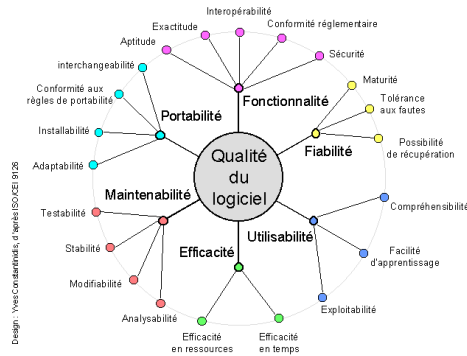 Interopérabilité
Exactitude
Conformité réglementaire
Aptitude
Sécurité
interchangeabilité
Maturité
Conformité aux
règles de portabilité
Tolérance
aux fautes
Portabilité
Fonctionnalité
Installabilité
Fiabilité
Possibilité
de récupération
Adaptabilité
Qualité
du
logiciel
Maintenabilité
Compréhensibilité
Testabilité
Efficacité
Utilisabilité
Stabilité
Facilité
d'apprentissage
Modifiabilité
Analysabilité
Exploitabilité
Efficacité
en ressources
Efficacité
en temps
Design : Yves Constantinidis, d'après ISO/CEI 9126